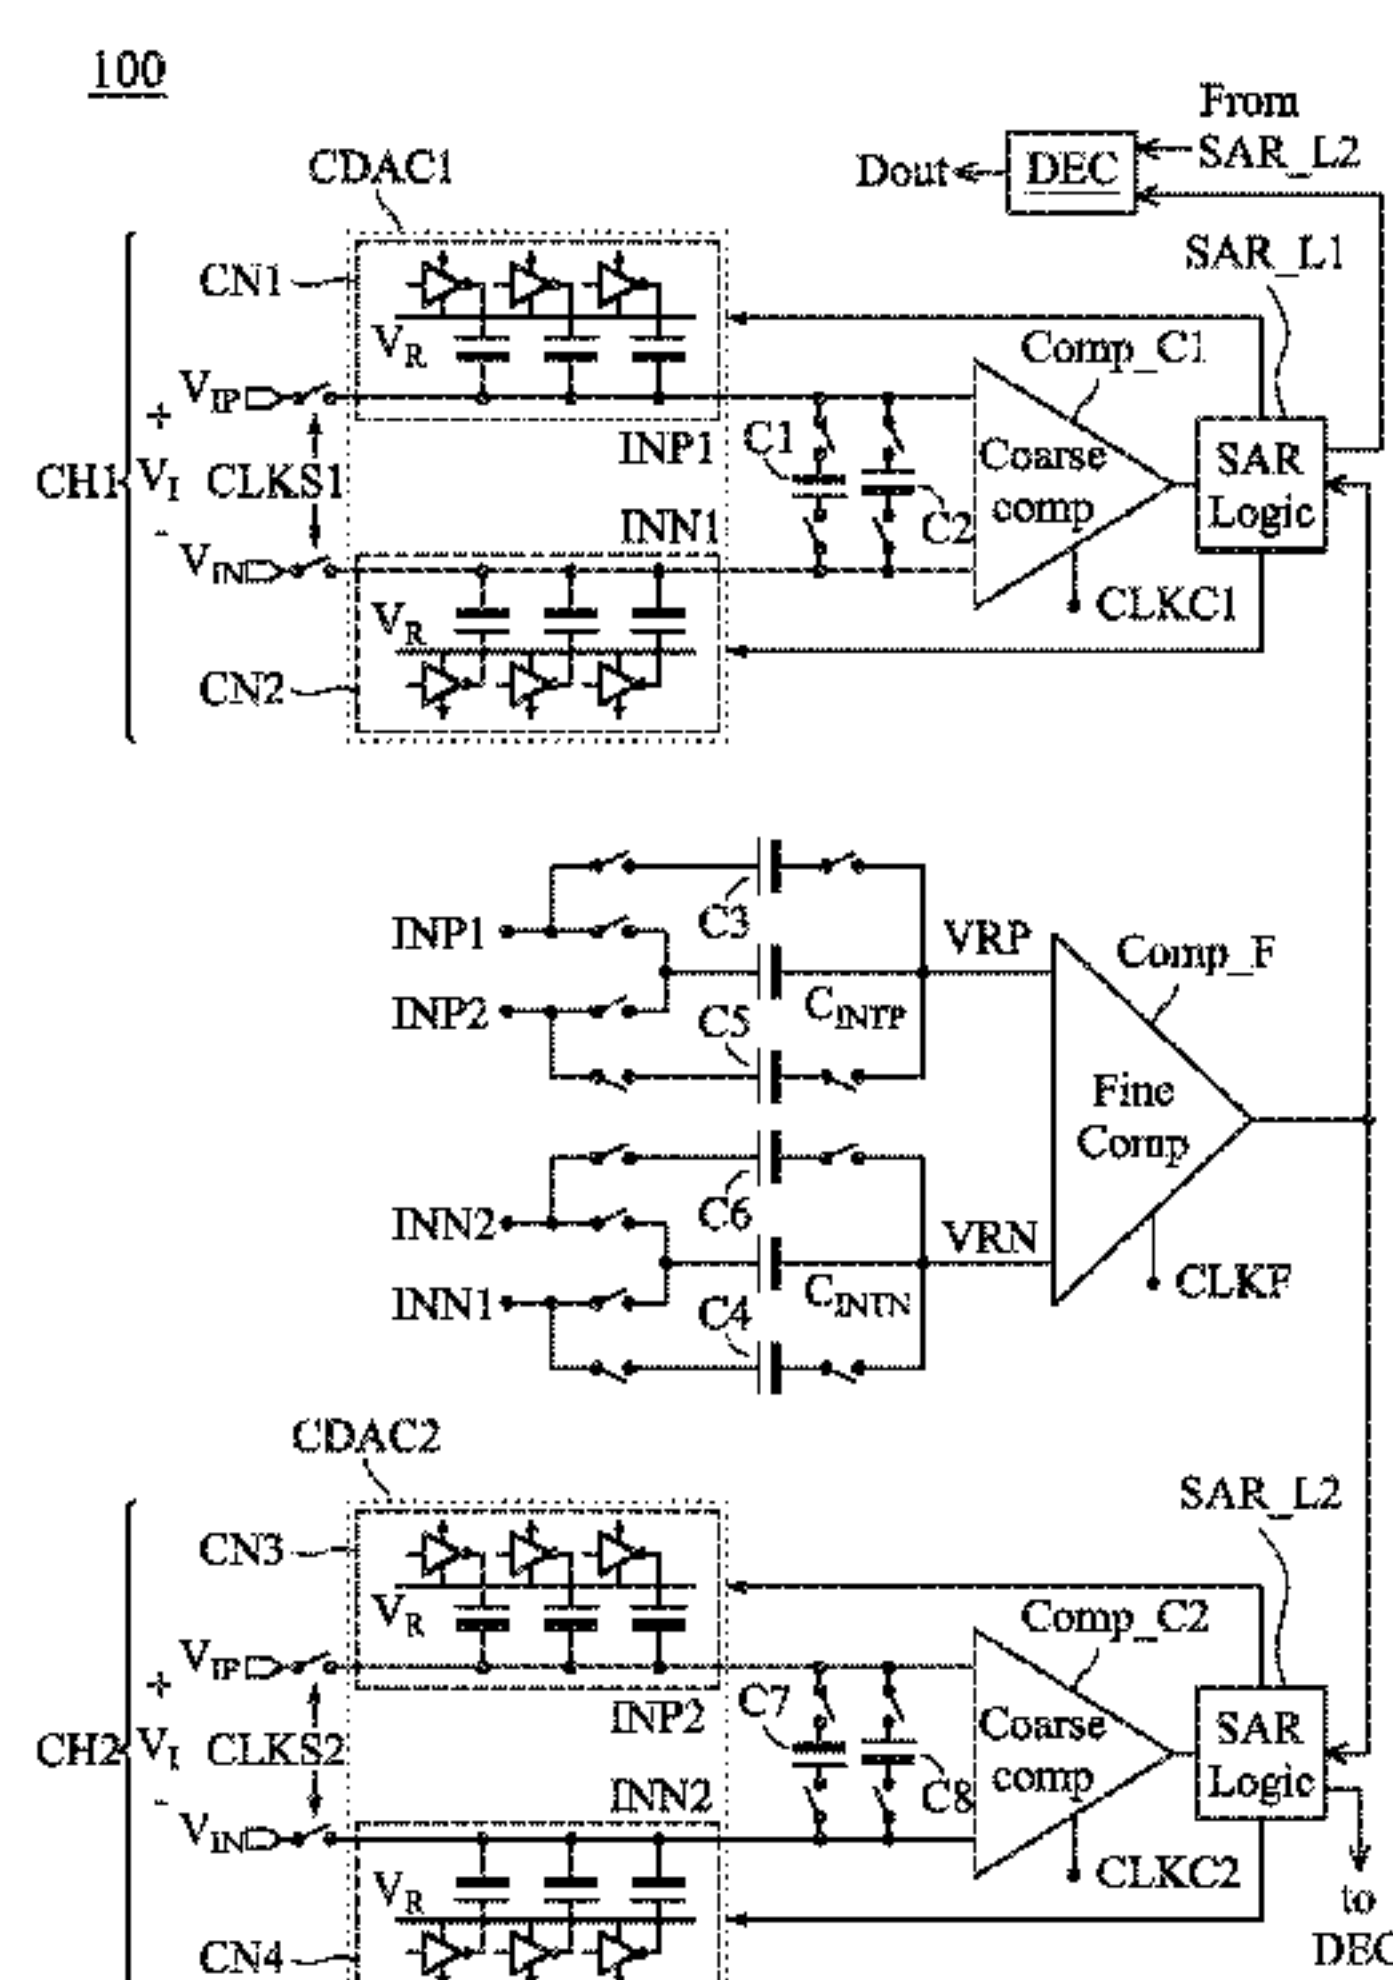 100
From
SAR_L2
Dout
DEC
CDAC1
SAR_L1
CN1
V_R
Comp_C1
V_IP
INP1
C1
Coarse
comp
SAR
Logic
+
CH1
V_I
CLKS1
-
INN1
C2
V_IN
V_R
CLKC1
CN2
C3
INP1
VRP
Comp_F
INP2
C5
C_INTP
Fine
Comp
C6
INN2
VRN
C_INTN
INN1
C4
CLKF
CDAC2
SAR_L2
CN3
V_R
Comp_C2
V_IP
INP2
C7
Coarse
comp
SAR
Logic
+
CH2
V_I
CLKS2
-
INN2
C8
V_IN
V_R
CLKC2
to
DEC
CN4